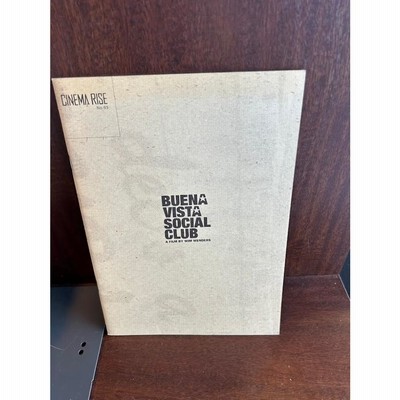 CINEMA RISE
BUENA
VISTA
SOCIAL
CLUB
A FILM BY WIM WENDERS